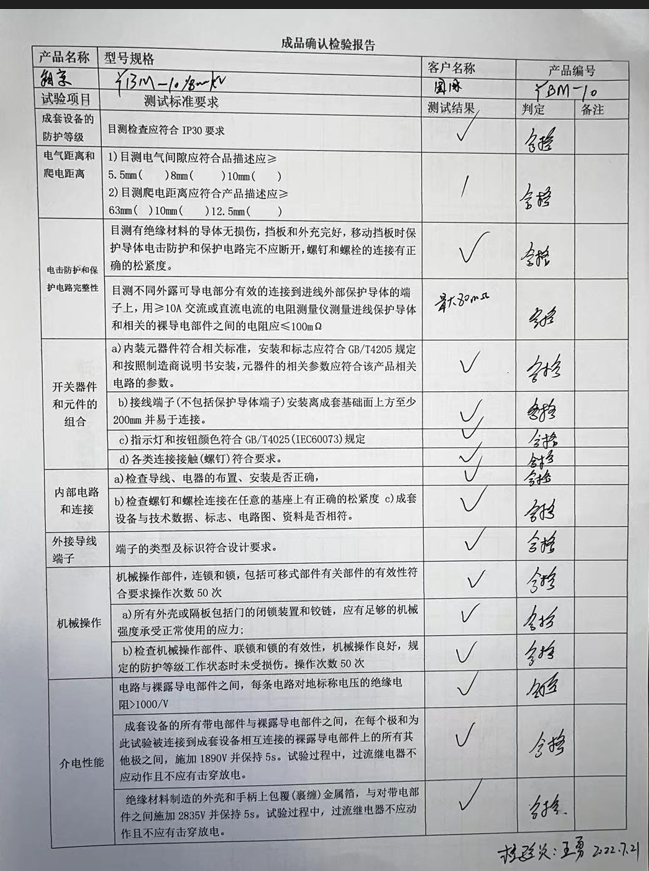 成品确认检验报告
产品名称 型号规格 客户名称 产品编号
YBM-10
YBM-10
试验项目 测试标准要求 测试结果 判定 备注
成套设备的
防护等级
目测检查应符合 IP30 要求
✓ 合格
电气距离和
爬电距离
1)目测电气间隙应符合品描述应≥
5.5mm( )8mm( )10mm( )
2)目测爬电距离应符合产品描述应≥
63mm( )10mm( )12.5mm( )
/ 合格
电击防护和保
护电路完整性
目测有绝缘材料的导体无损伤，挡板和外充完好，移动挡板时保
护导体电击防护和保护电路完不应断开，螺钉和螺栓的连接有正
确的松紧度。
✓ 合格
目测不同外露可导电部分有效的连接到进线外部保护导体的端
子上，用≥10A 交流或直流电流的电阻测量仪测量进线保护导体
和相关的裸导电部件之间的电阻应≤100mΩ
最大80mΩ 合格
开关器件
和元件的
组合
a)内装元器件符合相关标准，安装和标志应符合 GB/T4205 规定
和按照制造商说明书安装，元器件的相关参数应符合该产品相关
电路的参数。
✓ 合格
b)接线端子(不包括保护导体端子)安装离成套基础面上方至少
200mm 并易于连接。
✓ 合格
c)指示灯和按钮颜色符合 GB/T4025(IEC60073)规定
✓ 合格
d)各类连接接触(螺钉)符合要求。
✓ 合格
内部电路
和连接
a)检查导线、电器的布置、安装是否正确，
✓ 合格
b)检查螺钉和螺栓连接在任意的基座上有正确的松紧度 c)成套
设备与技术数据、标志、电路图、资料是否相符。
✓ 合格
外接导线
端子
端子的类型及标识符合设计要求。
✓ 合格
机械操作
机械操作部件，连锁和锁，包括可移式部件有关部件的有效性符
合要求操作次数 50 次
✓ 合格
a)所有外壳或隔板包括门的闭锁装置和铰链，应有足够的机械
强度承受正常使用的应力;
✓ 合格
b)检查机械操作部件、联锁和锁的有效性，机械操作良好，规
定的防护等级工作状态时未受损伤。操作次数 50 次
✓ 合格
介电性能
电路与裸露导电部件之间，每条电路对地标称电压的绝缘电
阻>1000/V
✓ 合格
成套设备的所有带电部件与裸露导电部件之间，在每个极和为
此试验被连接到成套设备相互连接的裸露导电部件上的所有其
他极之间，施加 1890V 并保持 5s。试验过程中，过流继电器不
应动作且不应有击穿放电。
✓ 合格
绝缘材料制造的外壳和手柄上包覆(裹缠)金属箔，与对带电部
件之间施加 2835V 并保持 5s。试验过程中，过流继电器不应动
作且不应有击穿放电。
✓ 合格.
检验员：王勇 2022.7.21